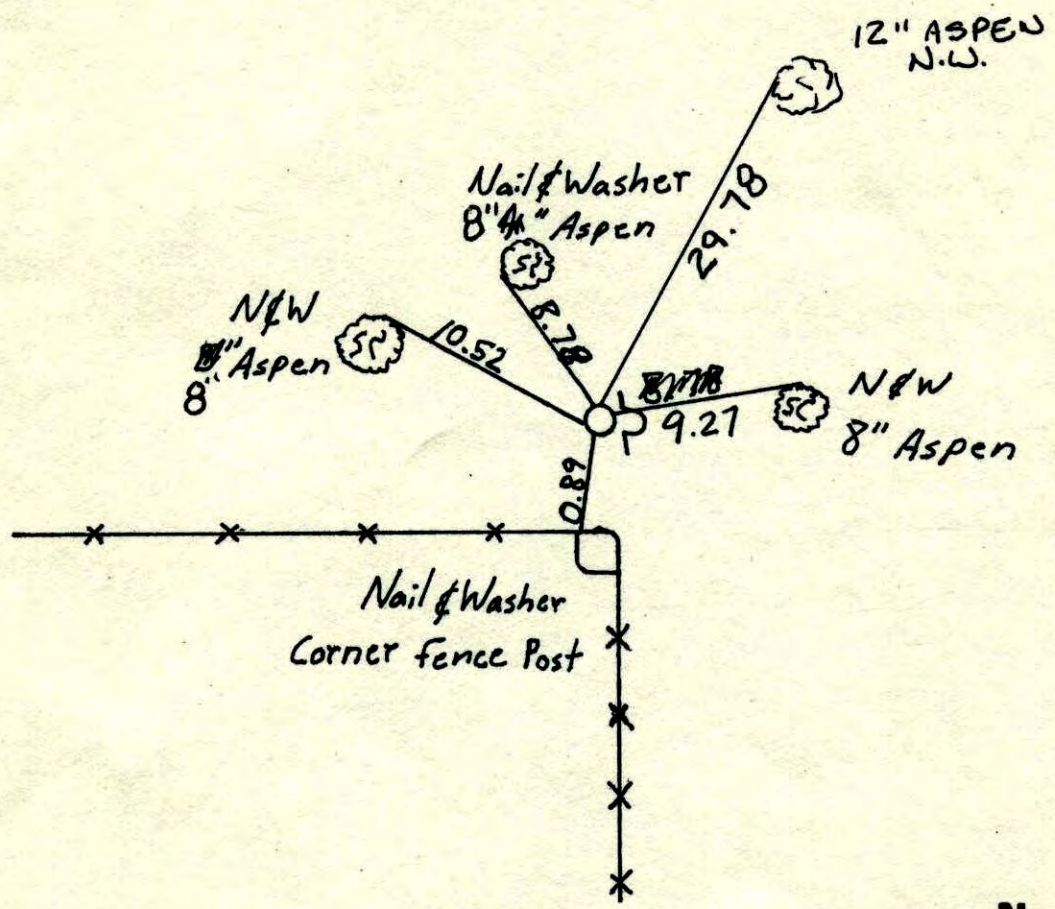 12" ASPEN
N.W.
Nail & Washer
8" Aspen
29.78
N&W
8" Aspen
10.52
8.78
N&W
8" Aspen
9.27
0.89
Nail & Washer
Corner fence Post
N